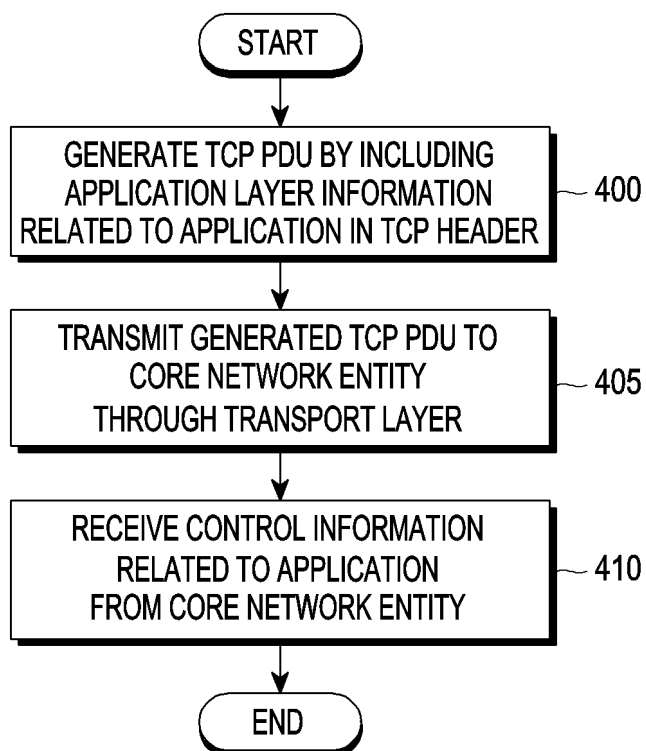 START
GENERATE TCP PDU BY INCLUDING
APPLICATION LAYER INFORMATION
RELATED TO APPLICATION IN TCP HEADER
400
TRANSMIT GENERATED TCP PDU TO
CORE NETWORK ENTITY
THROUGH TRANSPORT LAYER
405
RECEIVE CONTROL INFORMATION
RELATED TO APPLICATION
FROM CORE NETWORK ENTITY
410
END